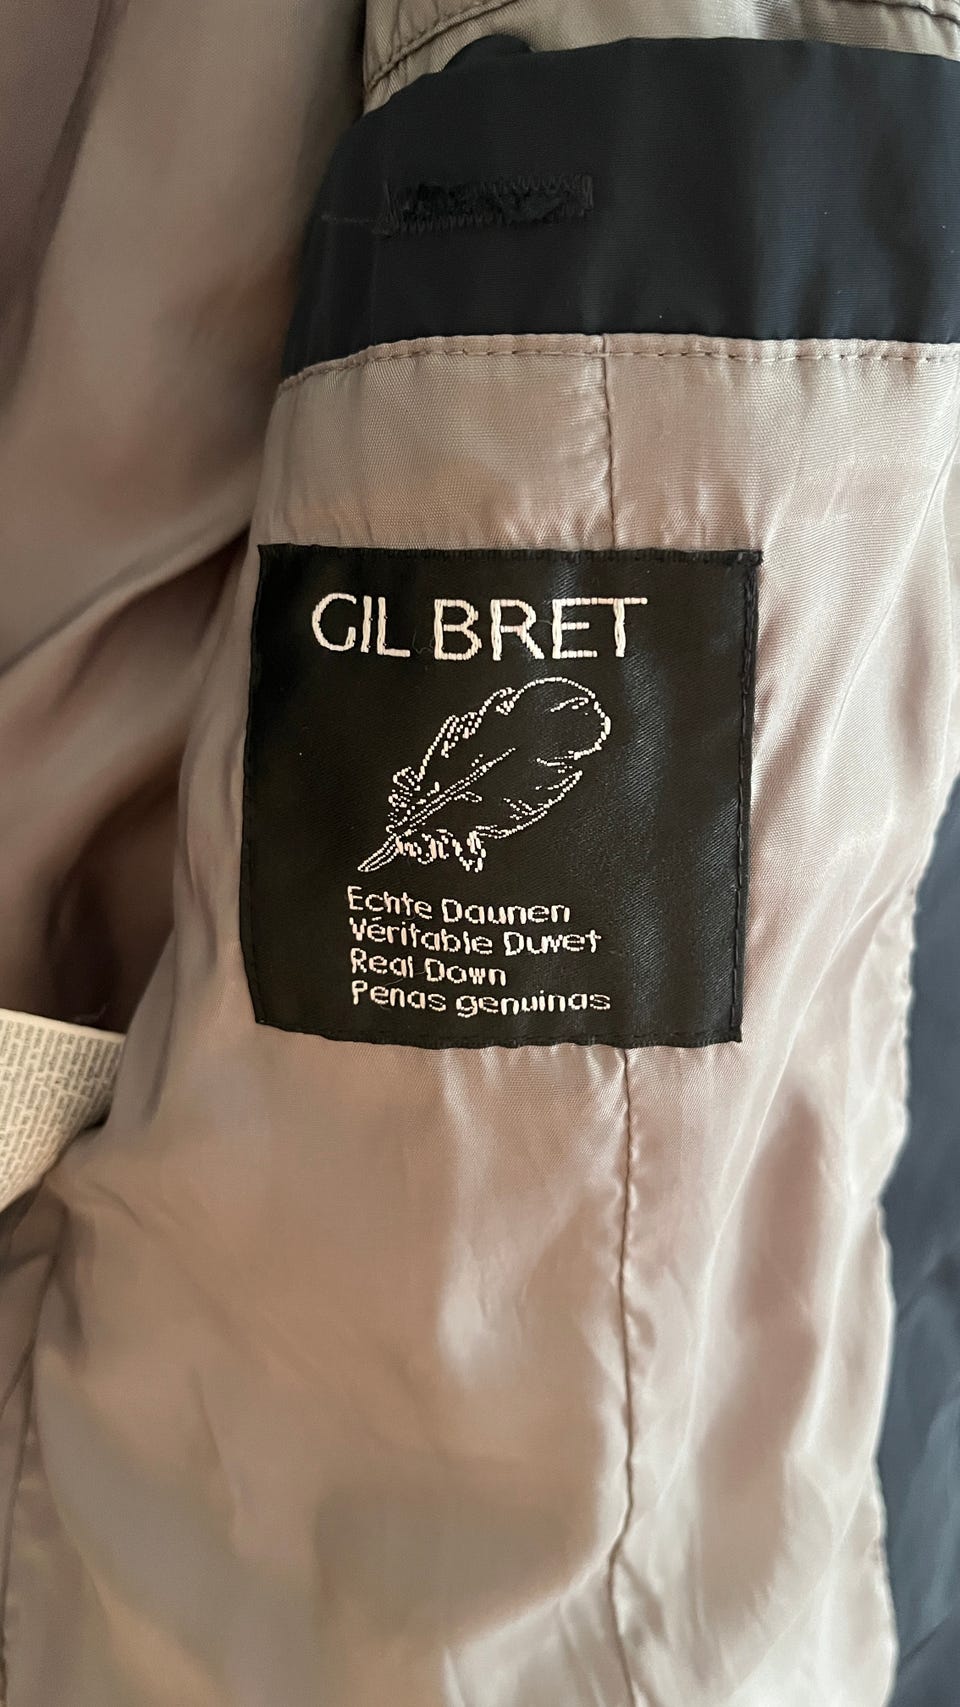 GIL BRET
Echte Daunen
Véritable Duvet
Real Down
Penas genuinas